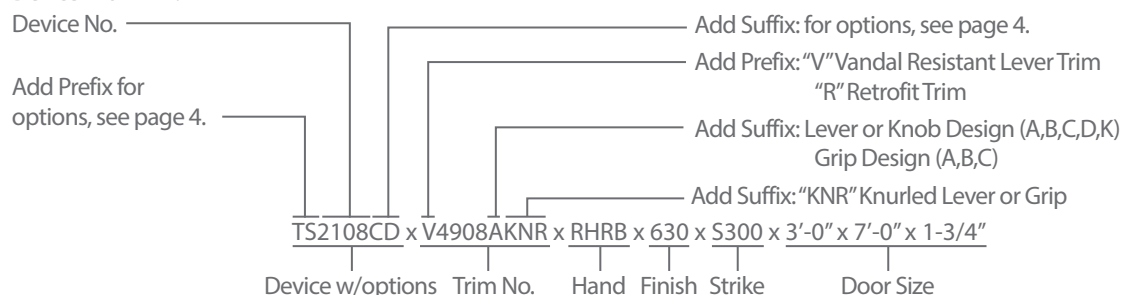 Device No.
Add Suffix: for options, see page 4.
Add Prefix: "V" Vandal Resistant Lever Trim
"R" Retrofit Trim
Add Prefix for
options, see page 4.
Add Suffix: Lever or Knob Design (A,B,C,D,K)
Grip Design (A,B,C)
Add Suffix: "KNR" Knurled Lever or Grip
TS2108CD x V4908AKNR x RHRB x 630 x S300 x 3'-0" x 7'-0" x 1-3/4"
Device w/options Trim No. Hand Finish Strike Door Size